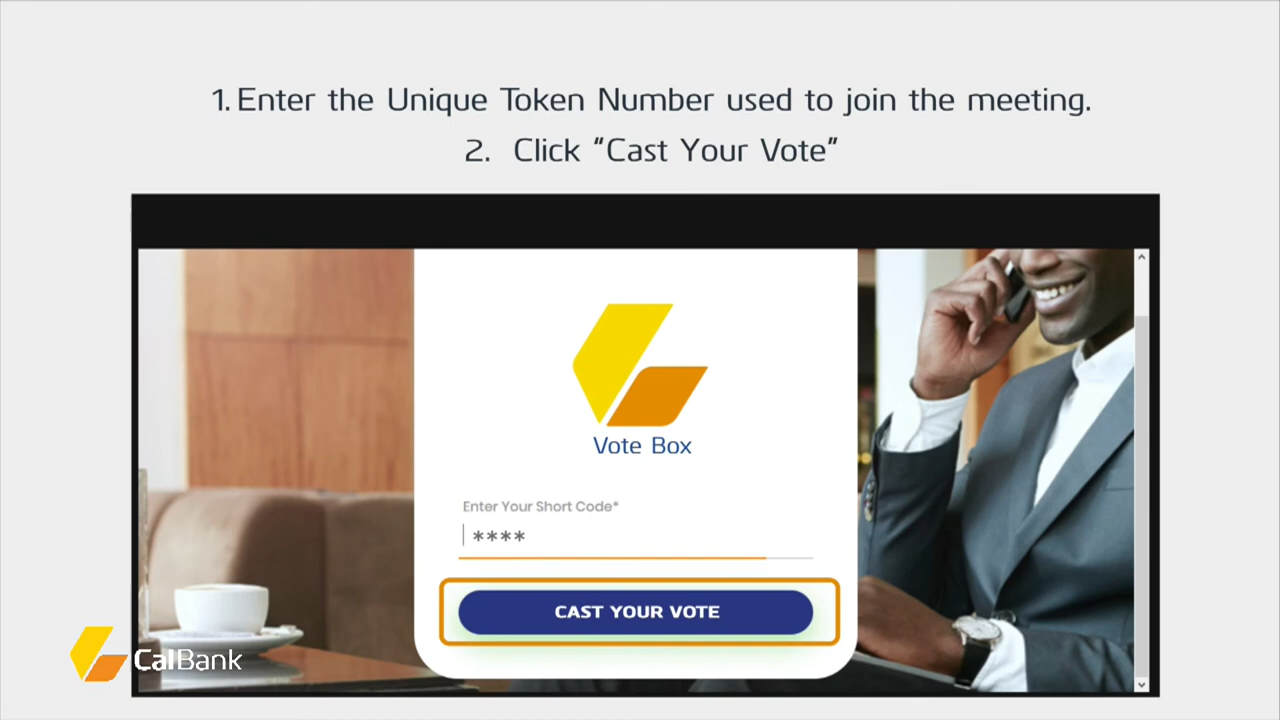 1. Enter the Unique Token Number used to join the meeting.
2. Click "Cast Your Vote"
Vote Box
Enter Your Short Code*
****
CAST YOUR VOTE
CalBank